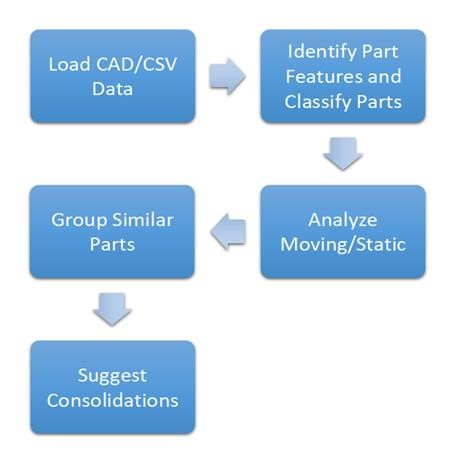 Load CAD/CSV
Data
Identify Part
Features and
Classify Parts
Analyze
Moving/Static
Group Similar
Parts
Suggest
Consolidations